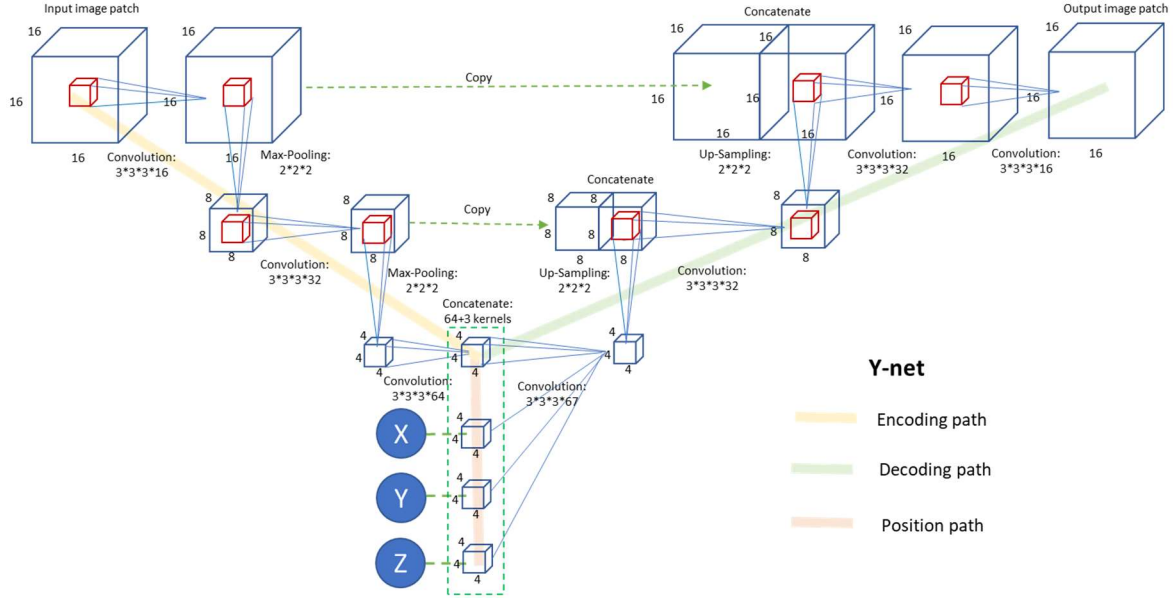 Input image patch
16
16
16
16
16
16
Convolution:
3*3*3*16
Max-Pooling:
2*2*2
Copy
Concatenate
16
16
16
16
16
16
Up-Sampling:
2*2*2
16
16
16
Convolution:
3*3*3*32
Output image patch
16
16
16
Convolution:
3*3*3*16
8
8
8
Convolution:
3*3*3*32
8
8
8
Max-Pooling:
2*2*2
Copy
Concatenate
8
8
8
8
8
8
Up-Sampling:
2*2*2
8
8
8
Convolution:
3*3*3*32
4
4
4
Convolution:
3*3*3*64
Concatenate:
64+3 kernels
4
4
4
Convolution:
3*3*3*67
4
4
4
X
4
4
4
Y
4
4
4
Z
4
4
4
Y-net
Encoding path
Decoding path
Position path